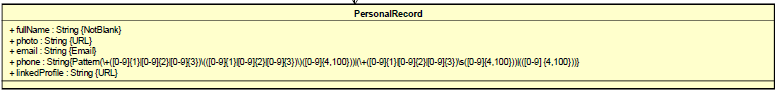 PersonalRecord
+ fullName : String {NotBlank}
+ photo : String {URL}
+ email : String {Email}
+ phone : String{Pattern(\+([0-9]{1}|[0-9]{2}|[0-9]{3})\(([0-9]{1}|[0-9]{2}|[0-9]{3})\)([0-9]{4,100}))|(\+([0-9]{1}|[0-9]{2}|[0-9]{3})\s([0-9]{4,100}))|(([0-9] {4,100}))}
+ linkedProfile : String {URL}